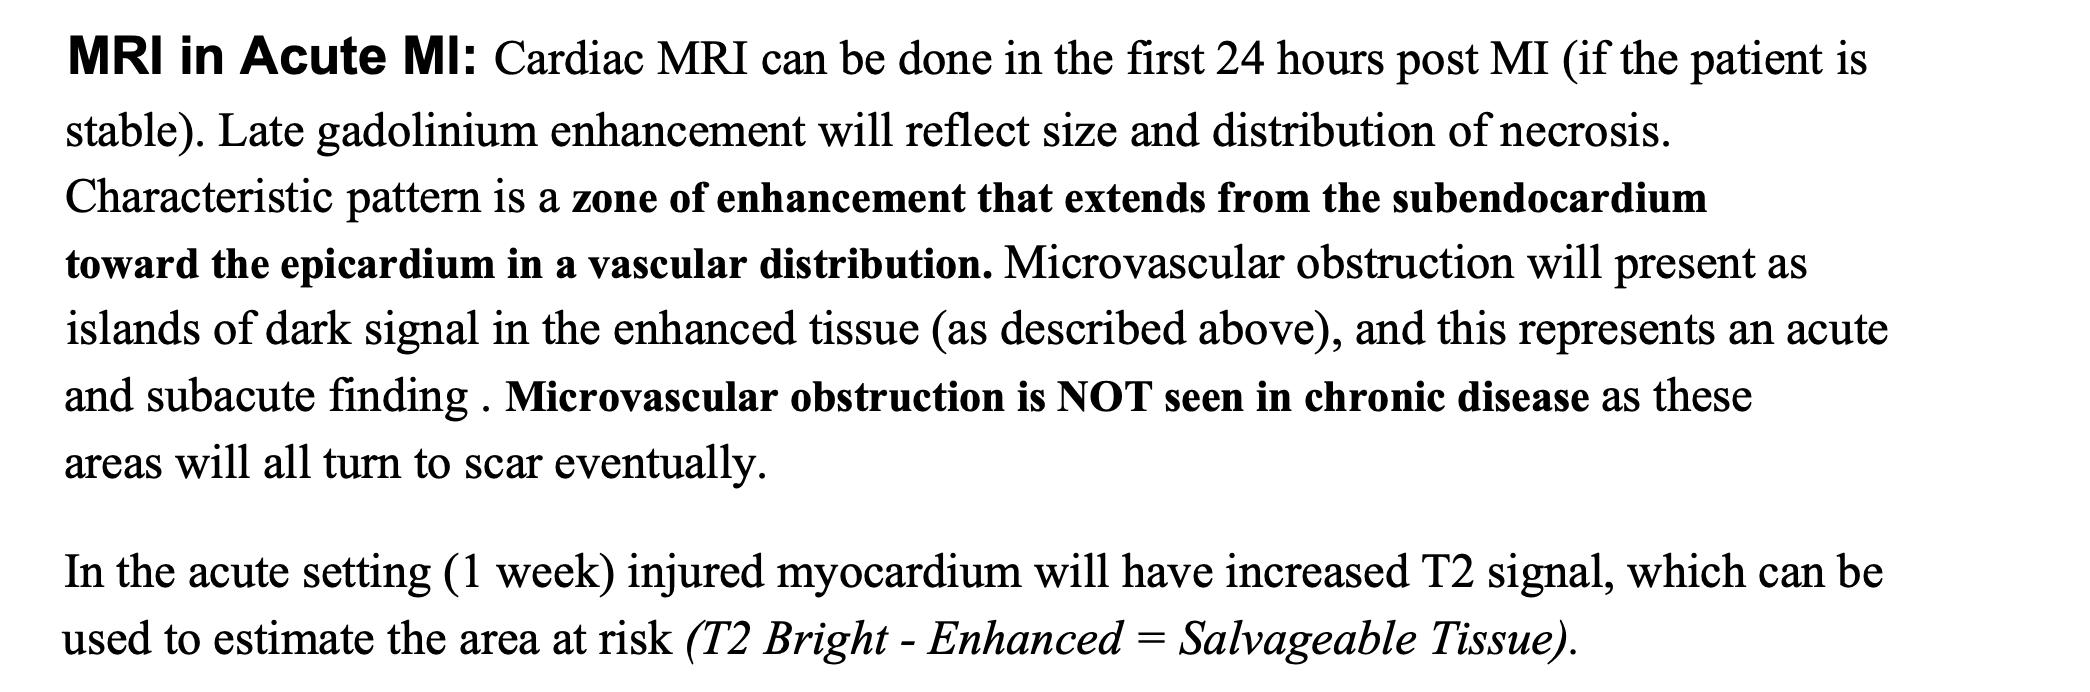 MRI in Acute MI: Cardiac MRI can be done in the first 24 hours post MI (if the patient is
stable). Late gadolinium enhancement will reflect size and distribution of necrosis.
Characteristic pattern is a zone of enhancement that extends from the subendocardium
toward the epicardium in a vascular distribution. Microvascular obstruction will present as
islands of dark signal in the enhanced tissue (as described above), and this represents an acute
and subacute finding . Microvascular obstruction is NOT seen in chronic disease as these
areas will all turn to scar eventually.
In the acute setting (1 week) injured myocardium will have increased T2 signal, which can be
used to estimate the area at risk (T2 Bright - Enhanced = Salvageable Tissue).